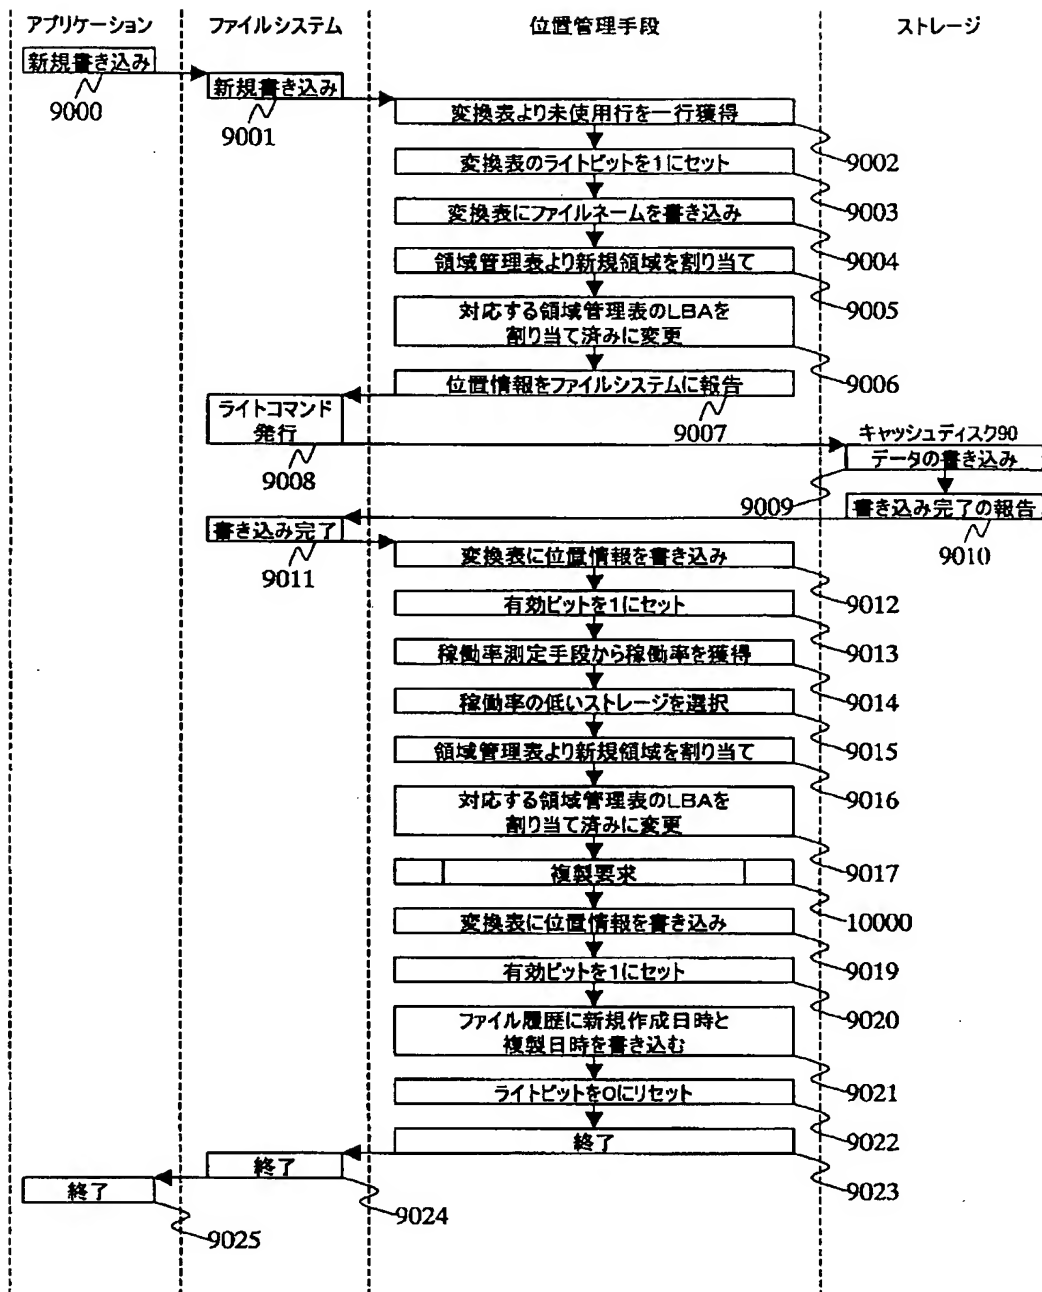 アプリケーション
ファイルシステム
位置管理手段
ストレージ
新規書き込み
9000
新規書き込み
9001
変換表より未使用行を一行獲得
9002
変換表のライトビットを1にセット
9003
変換表にファイルネームを書き込み
9004
領域管理表より新規領域を割り当て
9005
対応する領域管理表のLBAを
割り当て済みに変更
9006
位置情報をファイルシステムに報告
9007
ライトコマンド
発行
9008
キャッシュディスク90
データの書き込み
9009
書き込み完了の報告
9010
書き込み完了
9011
変換表に位置情報を書き込み
9012
有効ビットを1にセット
9013
稼働率測定手段から稼働率を獲得
9014
稼働率の低いストレージを選択
9015
領域管理表より新規領域を割り当て
9016
対応する領域管理表のLBAを
割り当て済みに変更
9017
複製要求
10000
変換表に位置情報を書き込み
9019
有効ビットを1にセット
9020
ファイル履歴に新規作成日時と
複製日時を書き込む
9021
ライトビットを0にリセット
9022
終了
9023
終了
9024
終了
9025